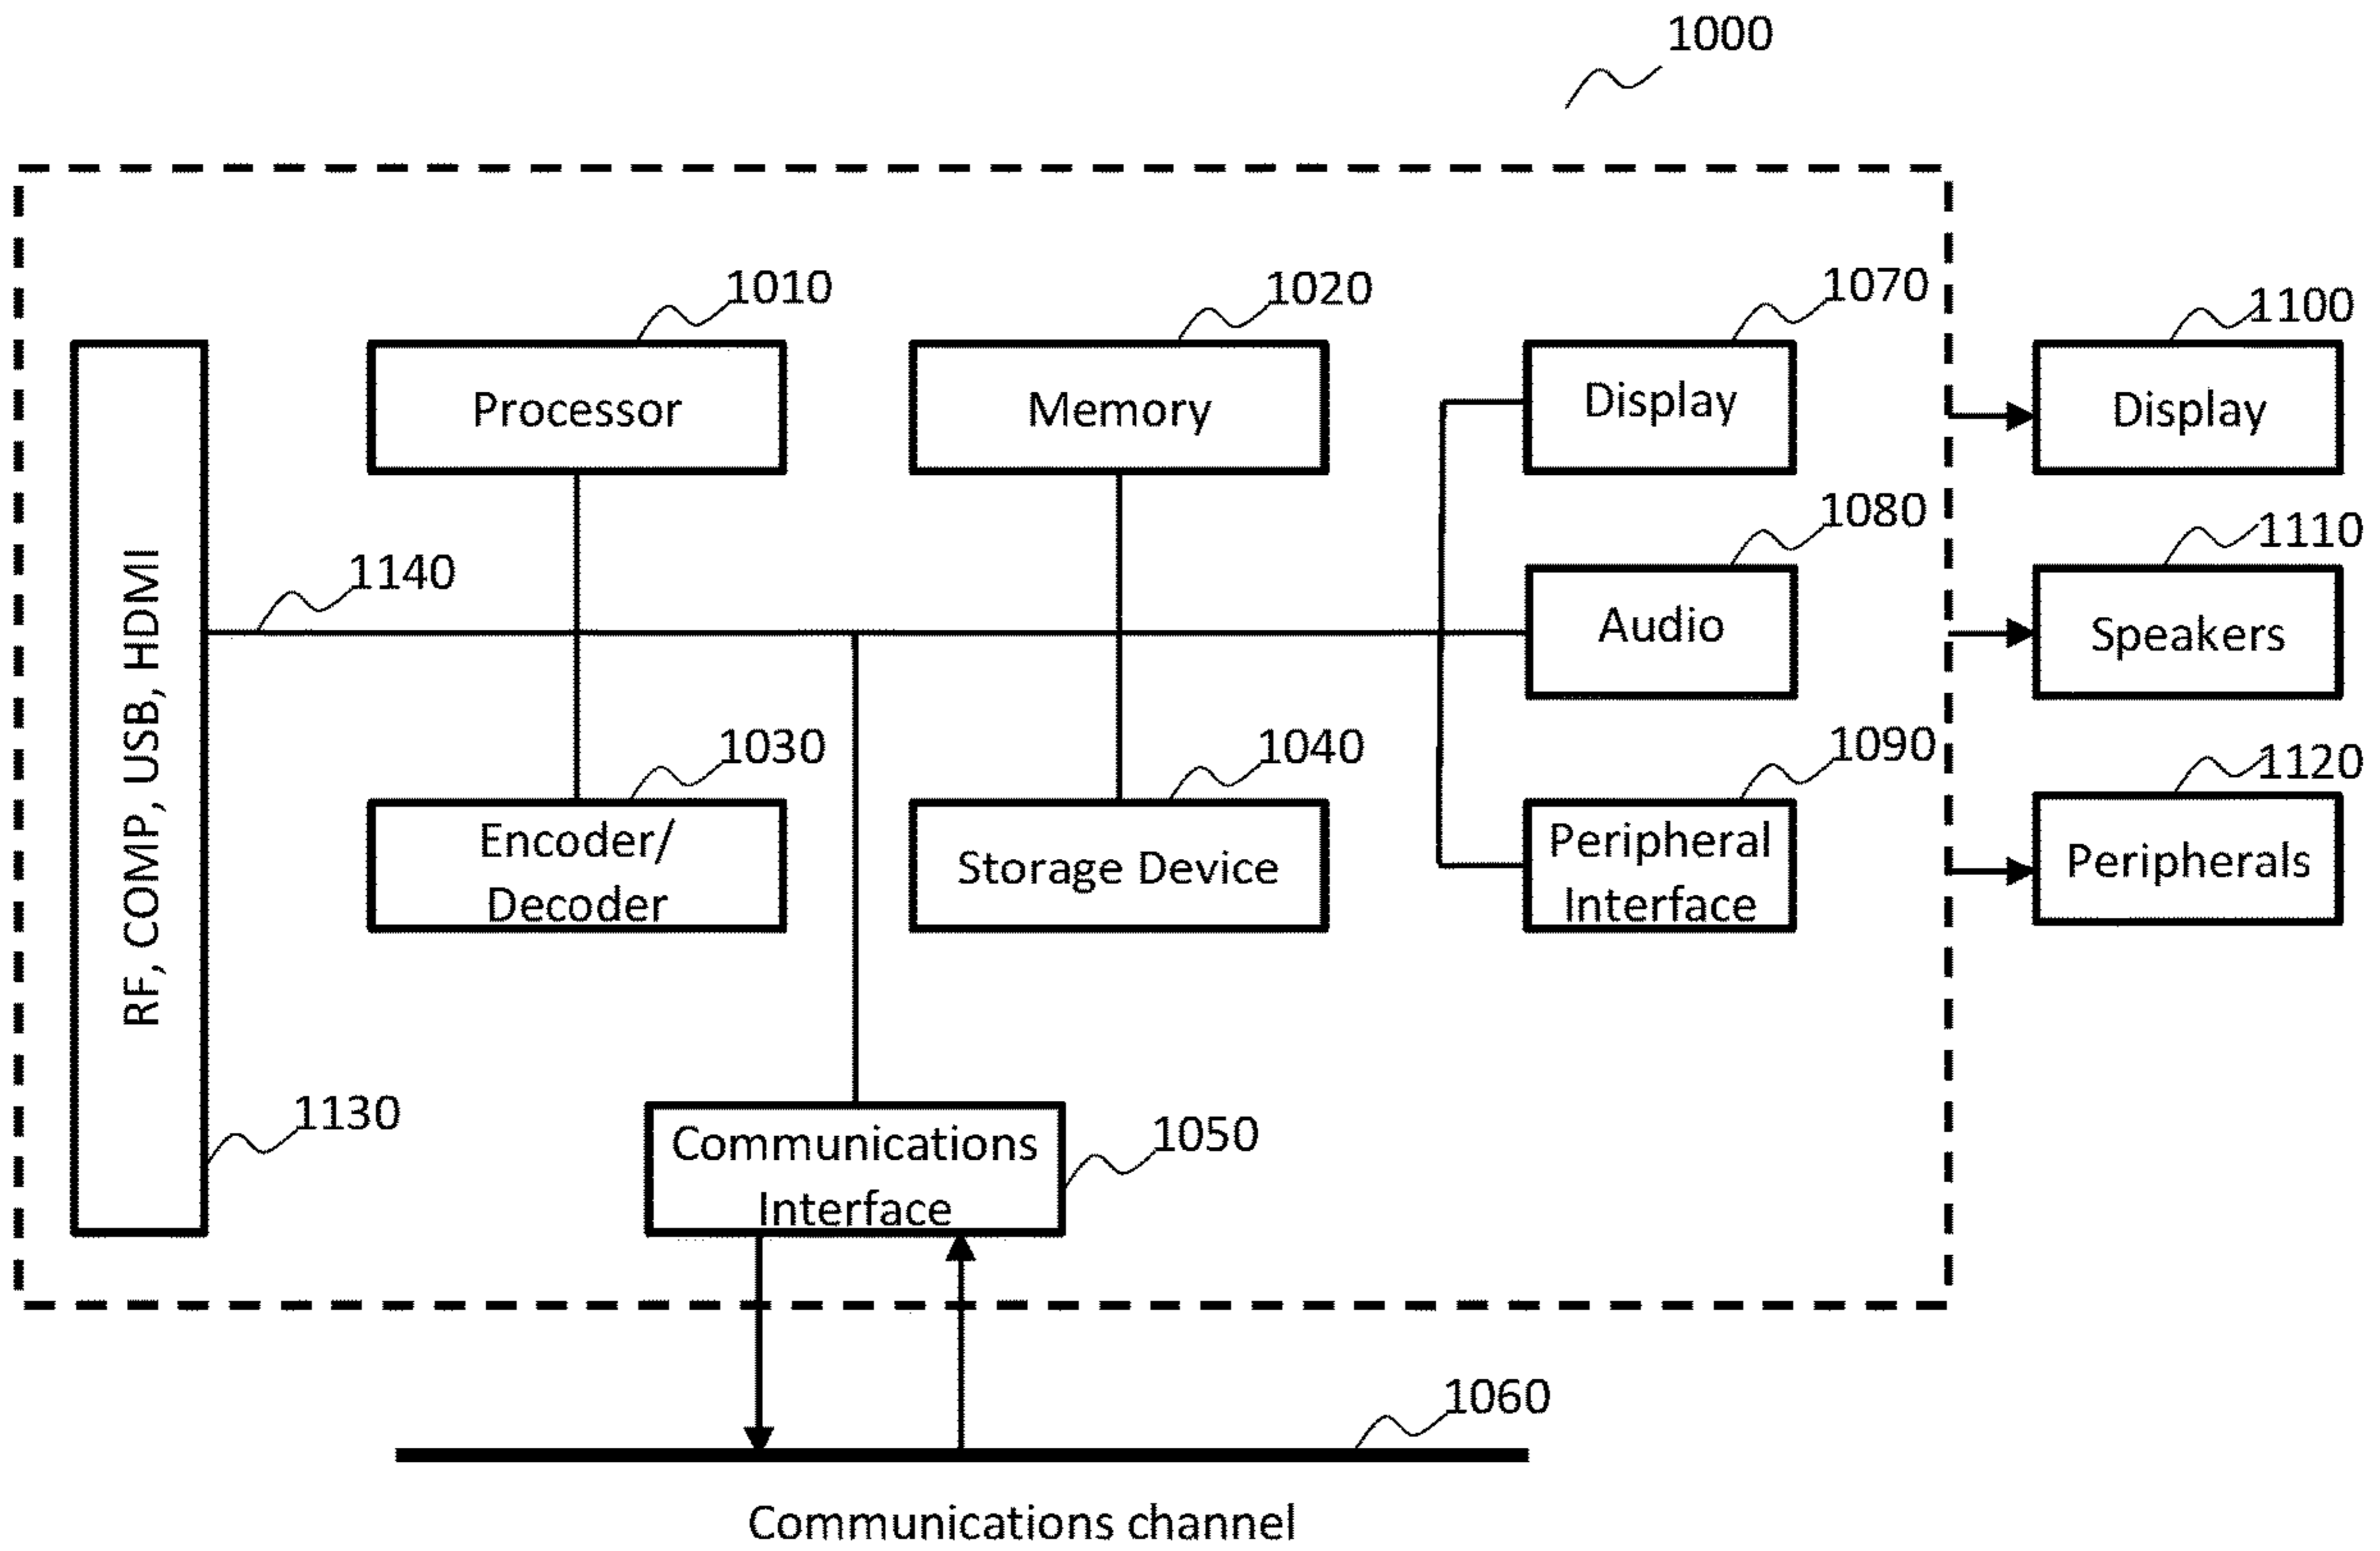 1000
1010
1020
1070
1100
Processor
Memory
Display
Display
1140
1080
1110
RF, COMP, USB, HDMI
Audio
Speakers
1030
1040
1090
1120
Encoder/
Decoder
Storage Device
Peripheral
Interface
Peripherals
1130
1050
Communications
Interface
1060
Communications channel